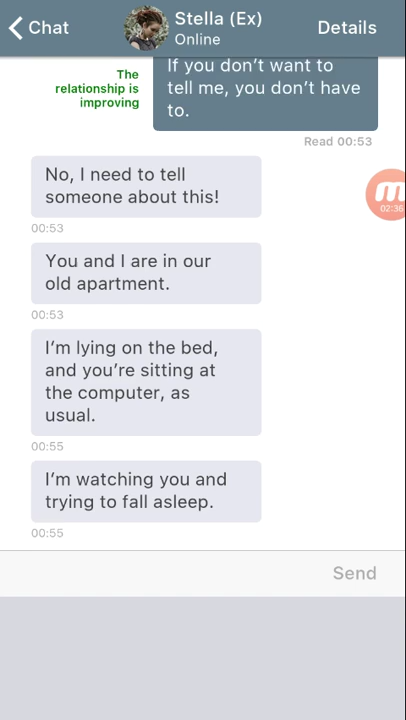 Chat
Stella (Ex)
Online
Details
The
relationship is
improving
If you don’t want to
tell me, you don’t have
to.
Read 00:53
No, I need to tell
someone about this!
00:53
You and I are in our
old apartment.
00:53
I’m lying on the bed,
and you’re sitting at
the computer, as
usual.
00:55
I’m watching you and
trying to fall asleep.
00:55
Send
m
02:36